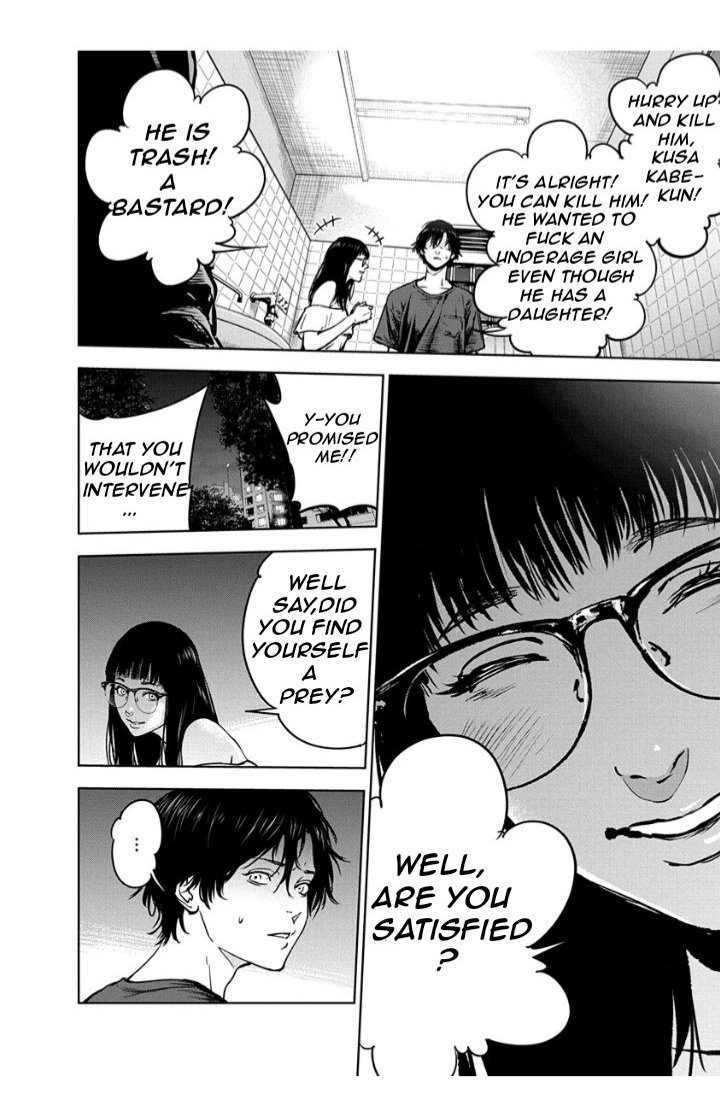 HURRY UP
AND KILL
HIM,
KUSA
KABE-
KUN!
IT'S ALRIGHT!
YOU CAN KILL HIM!
HE WANTED TO
FUCK AN
UNDERAGE GIRL
EVEN THOUGH
HE HAS A
DAUGHTER!
HE IS
TRASH!
A
BASTARD!
Y-YOU
PROMISED
ME!!
THAT YOU
WOULDN'T
INTERVENE
...
WELL
SAY,DID
YOU FIND
YOURSELF
A
PREY?
...
WELL,
ARE YOU
SATISFIED
?